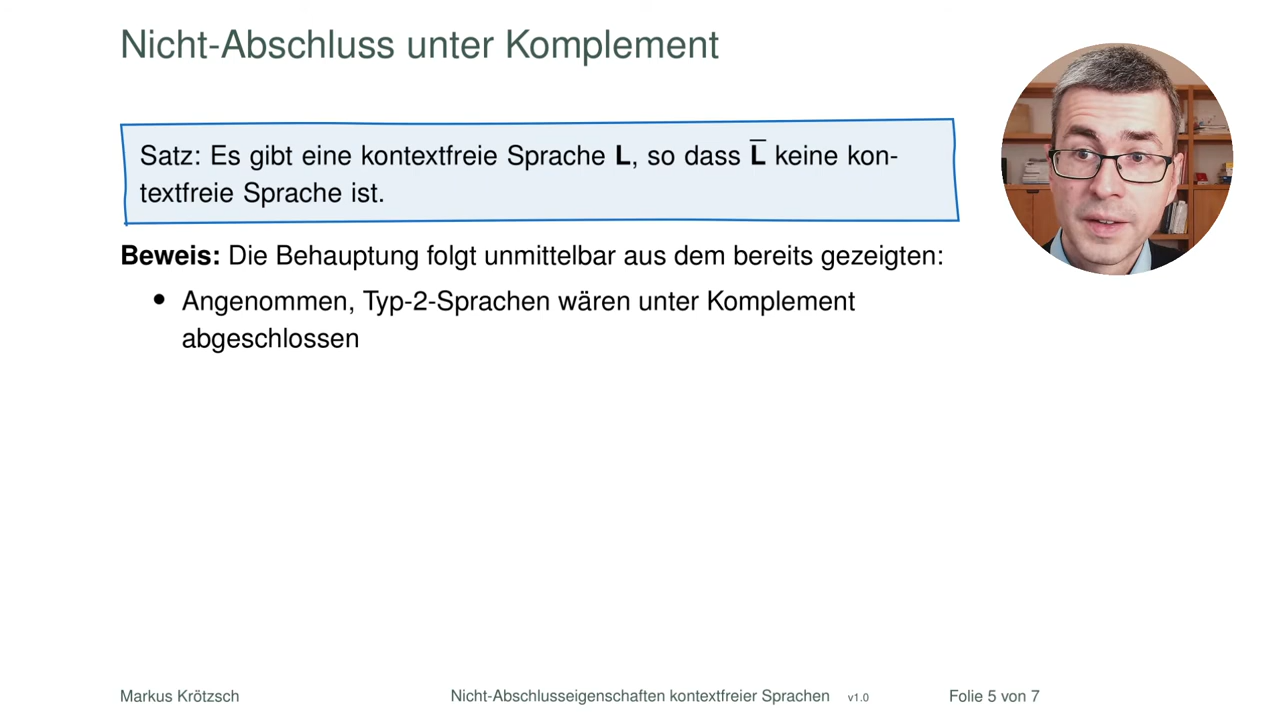 Nicht-Abschluss unter Komplement
Satz: Es gibt eine kontextfreie Sprache L, so dass L̅ keine kon-
textfreie Sprache ist.
Beweis: Die Behauptung folgt unmittelbar aus dem bereits gezeigten:
• Angenommen, Typ-2-Sprachen wären unter Komplement
abgeschlossen
Markus Krötzsch
Nicht-Abschlusseigenschaften kontextfreier Sprachen v1.0
Folie 5 von 7